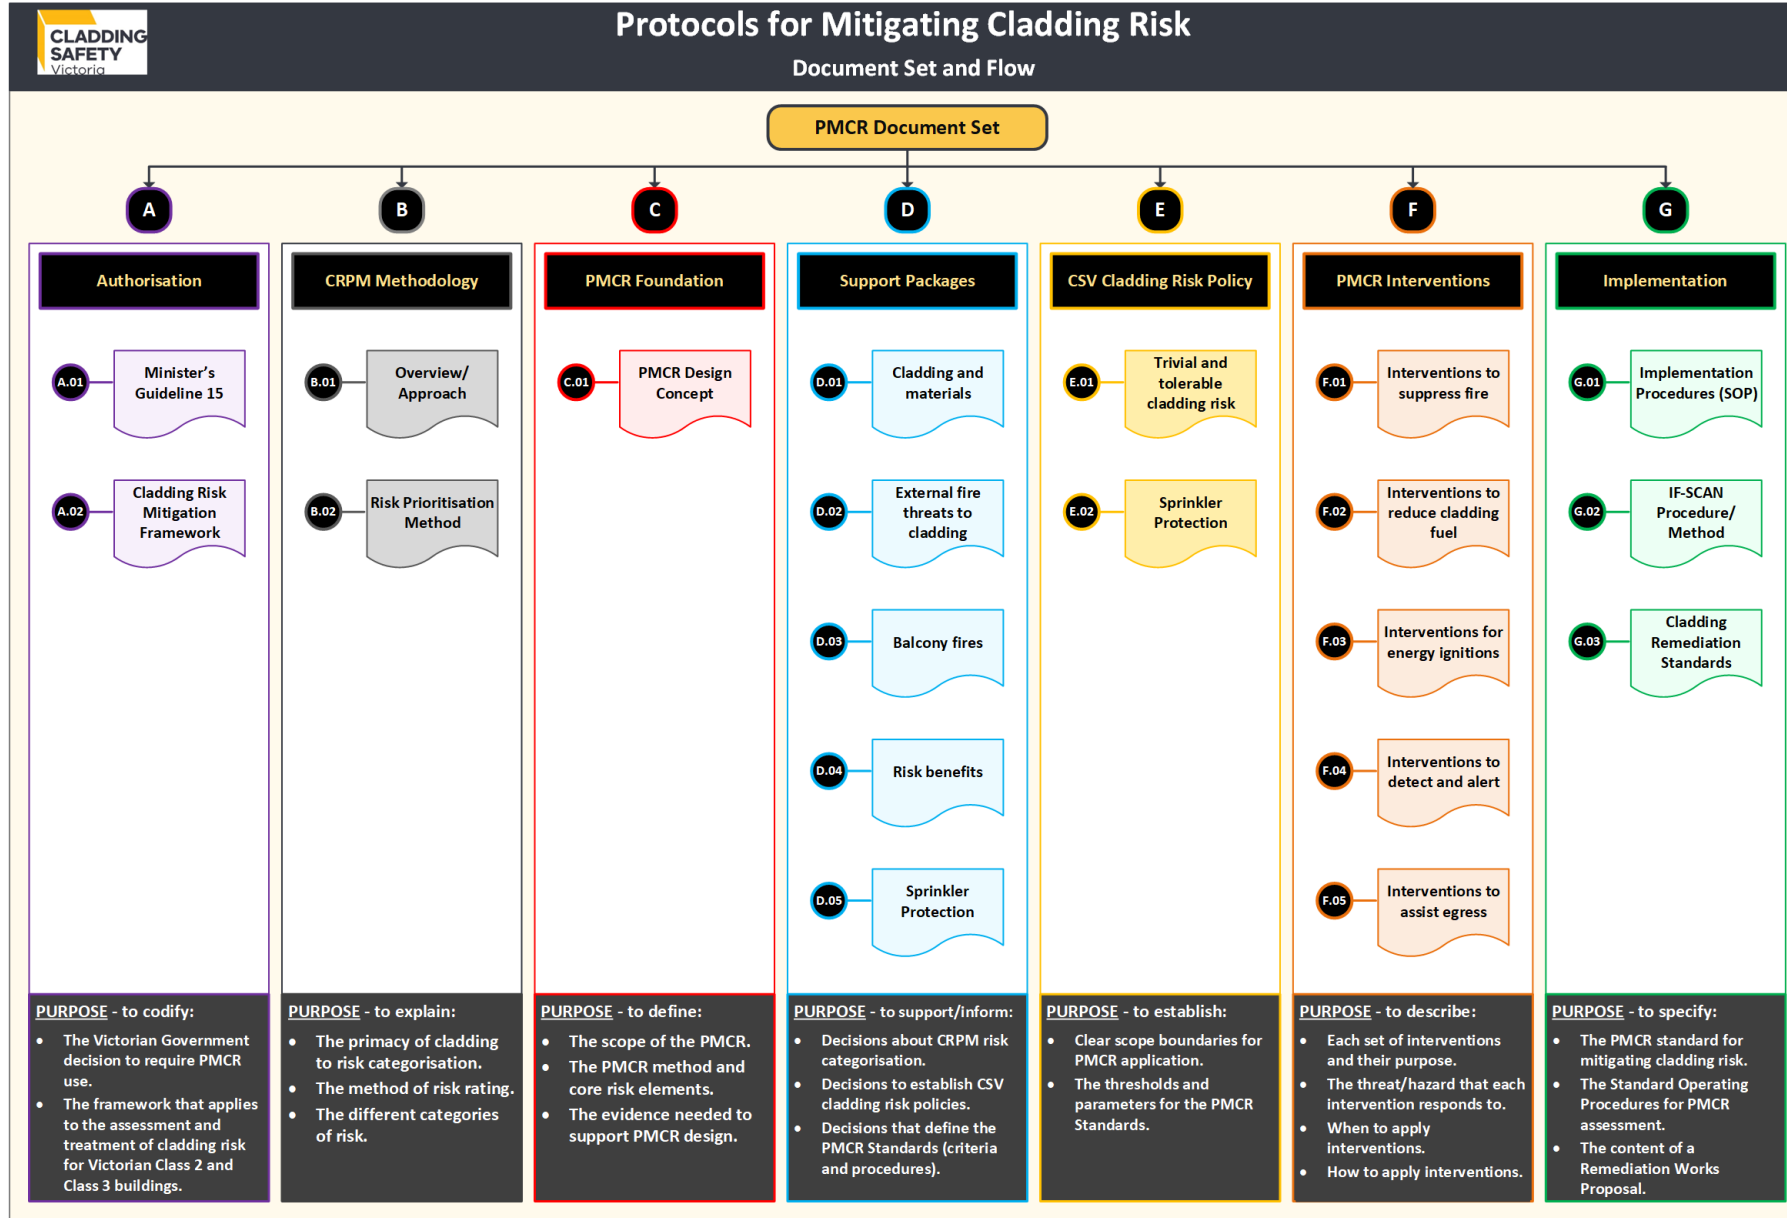 CLADDING
SAFETY
Victoria
Protocols for Mitigating Cladding Risk
Document Set and Flow
PMCR Document Set
A
B
C
D
E
F
G
Authorisation
CRPM Methodology
PMCR Foundation
Support Packages
CSV Cladding Risk Policy
PMCR Interventions
Implementation
A.01
Minister's
Guideline 15
A.02
Cladding Risk
Mitigation
Framework
B.01
Overview/
Approach
B.02
Risk Prioritisation
Method
C.01
PMCR Design
Concept
D.01
Cladding and
materials
D.02
External fire
threats to
cladding
D.03
Balcony fires
D.04
Risk benefits
D.05
Sprinkler
Protection
E.01
Trivial and
tolerable
cladding risk
E.02
Sprinkler
Protection
F.01
Interventions to
suppress fire
F.02
Interventions to
reduce cladding
fuel
F.03
Interventions for
energy ignitions
F.04
Interventions to
detect and alert
F.05
Interventions to
assist egress
G.01
Implementation
Procedures (SOP)
G.02
IF-SCAN
Procedure/
Method
G.03
Cladding
Remediation
Standards
PURPOSE - to codify:
• The Victorian Government
decision to require PMCR
use.
• The framework that applies
to the assessment and
treatment of cladding risk
for Victorian Class 2 and
Class 3 buildings.
PURPOSE - to explain:
• The primacy of cladding
to risk categorisation.
• The method of risk rating.
• The different categories
of risk.
PURPOSE - to define:
• The scope of the PMCR.
• The PMCR method and
core risk elements.
• The evidence needed to
support PMCR design.
PURPOSE - to support/inform:
• Decisions about CRPM risk
categorisation.
• Decisions to establish CSV
cladding risk policies.
• Decisions that define the
PMCR Standards (criteria
and procedures).
PURPOSE - to establish:
• Clear scope boundaries for
PMCR application.
• The thresholds and
parameters for the PMCR
Standards.
PURPOSE - to describe:
• Each set of interventions
and their purpose.
• The threat/hazard that each
intervention responds to.
• When to apply
interventions.
• How to apply interventions.
PURPOSE - to specify:
• The PMCR standard for
mitigating cladding risk.
• The Standard Operating
Procedures for PMCR
assessment.
• The content of a
Remediation Works
Proposal.